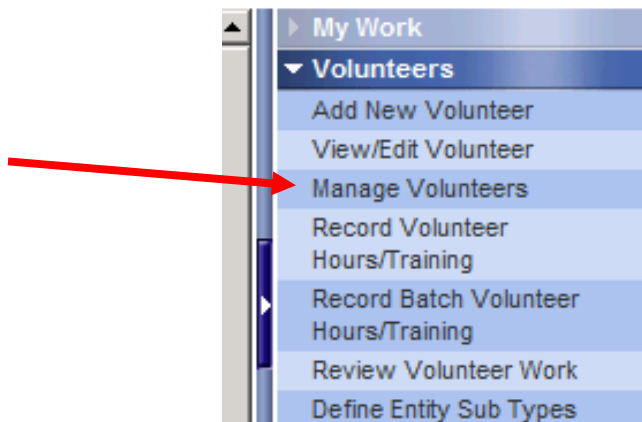 My Work
Volunteers
Add New Volunteer
View/Edit Volunteer
Manage Volunteers
Record Volunteer
Hours/Training
Record Batch Volunteer
Hours/Training
Review Volunteer Work
Define Entity Sub Types